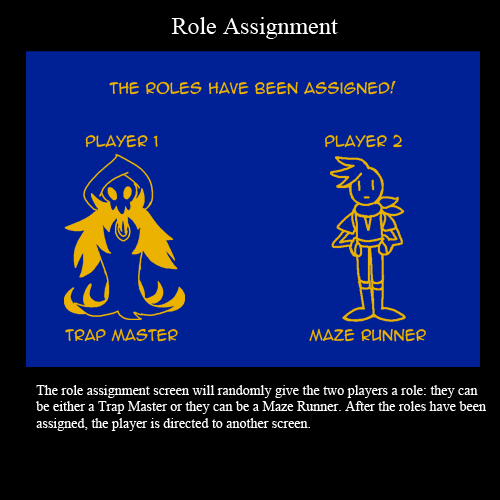 Role Assignment
THE ROLES HAVE BEEN ASSIGNED!
PLAYER 1
PLAYER 2
TRAP MASTER
MAZE RUNNER
The role assignment screen will randomly give the two players a role: they can
be either a Trap Master or they can be a Maze Runner. After the roles have been
assigned, the player is directed to another screen.